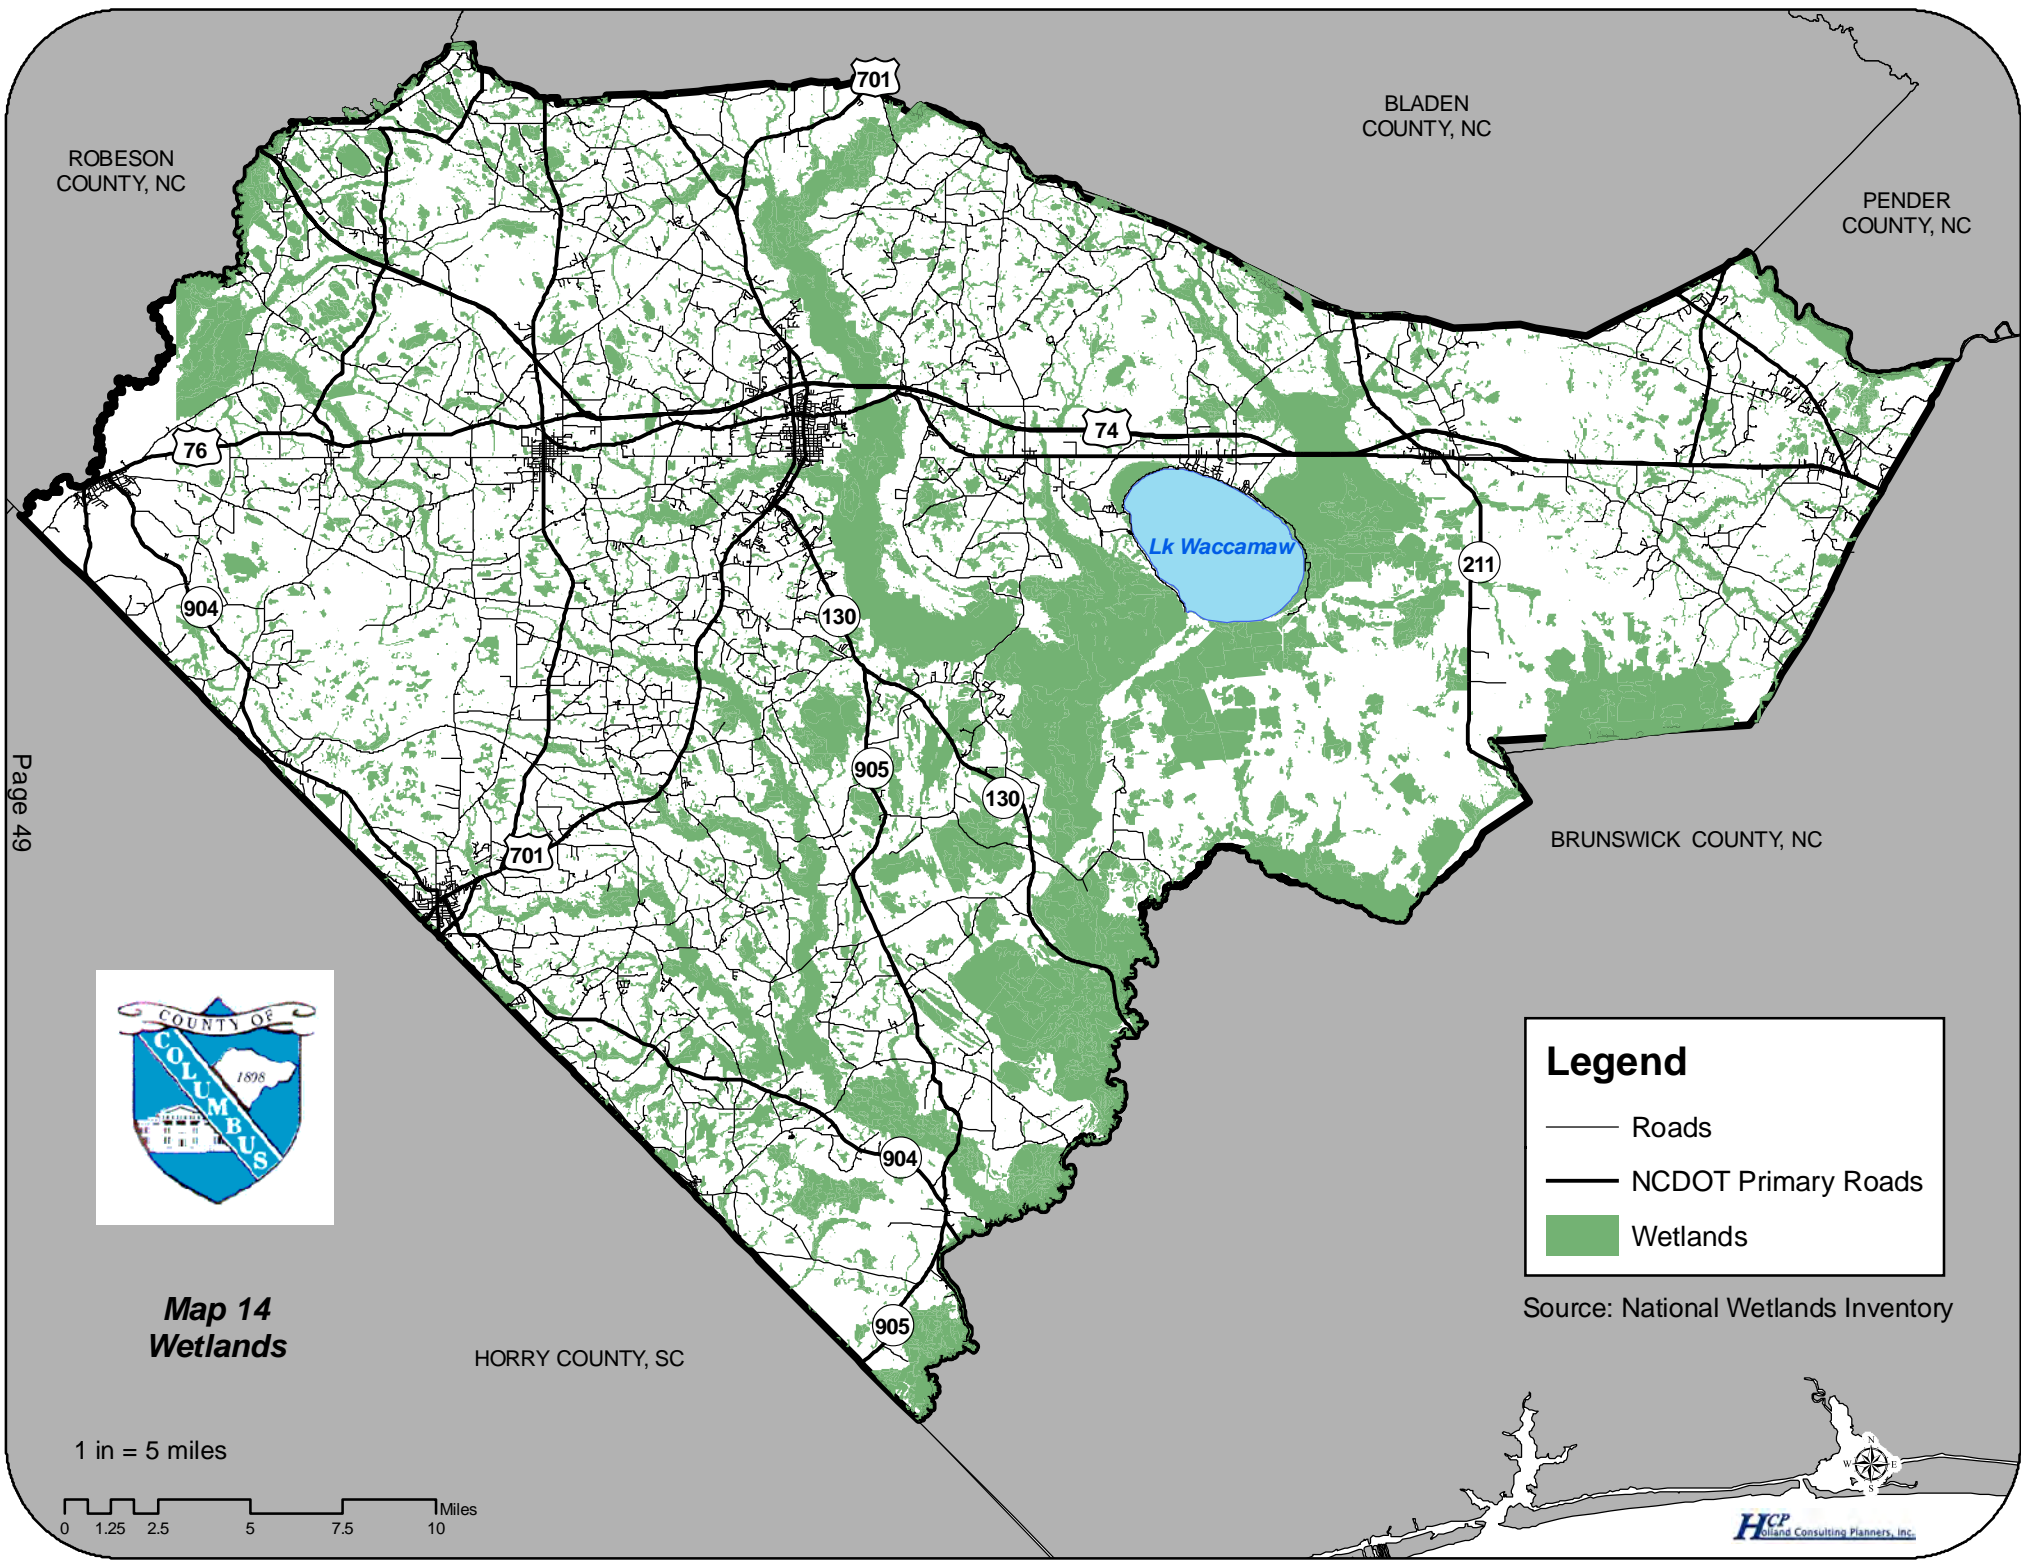 701
BLADEN
COUNTY, NC
ROBESON
COUNTY, NC
PENDER
COUNTY, NC
76
74
Lk Waccamaw
211
904
130
905
130
701
Page 49
BRUNSWICK COUNTY, NC
COUNTY OF
COLUMBUS
1898
904
905
Map 14
Wetlands
HORRY COUNTY, SC
Legend
Roads
NCDOT Primary Roads
Wetlands
Source: National Wetlands Inventory
1 in = 5 miles
Miles
0 1.25 2.5 5 7.5 10
N
W E
S
HCP
Holland Consulting Planners, Inc.